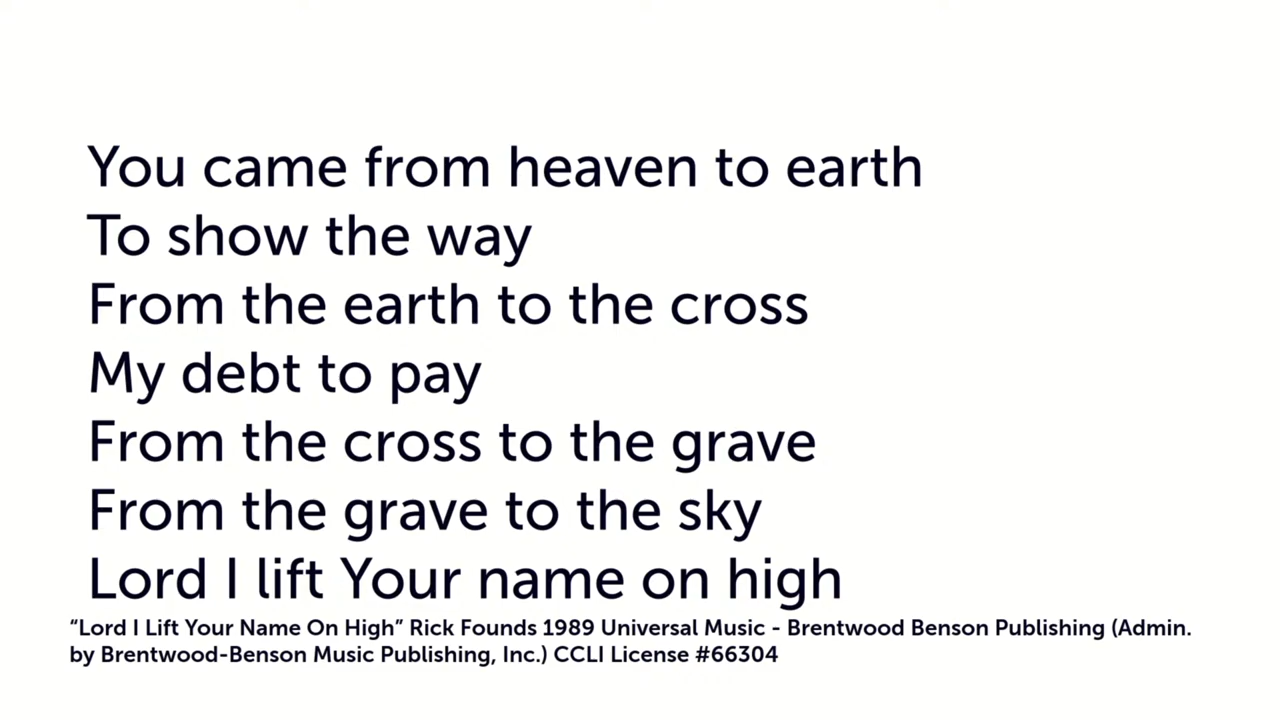 You came from heaven to earth
To show the way
From the earth to the cross
My debt to pay
From the cross to the grave
From the grave to the sky
Lord I lift Your name on high
“Lord I Lift Your Name On High” Rick Founds 1989 Universal Music - Brentwood Benson Publishing (Admin.
by Brentwood-Benson Music Publishing, Inc.) CCLI License #66304